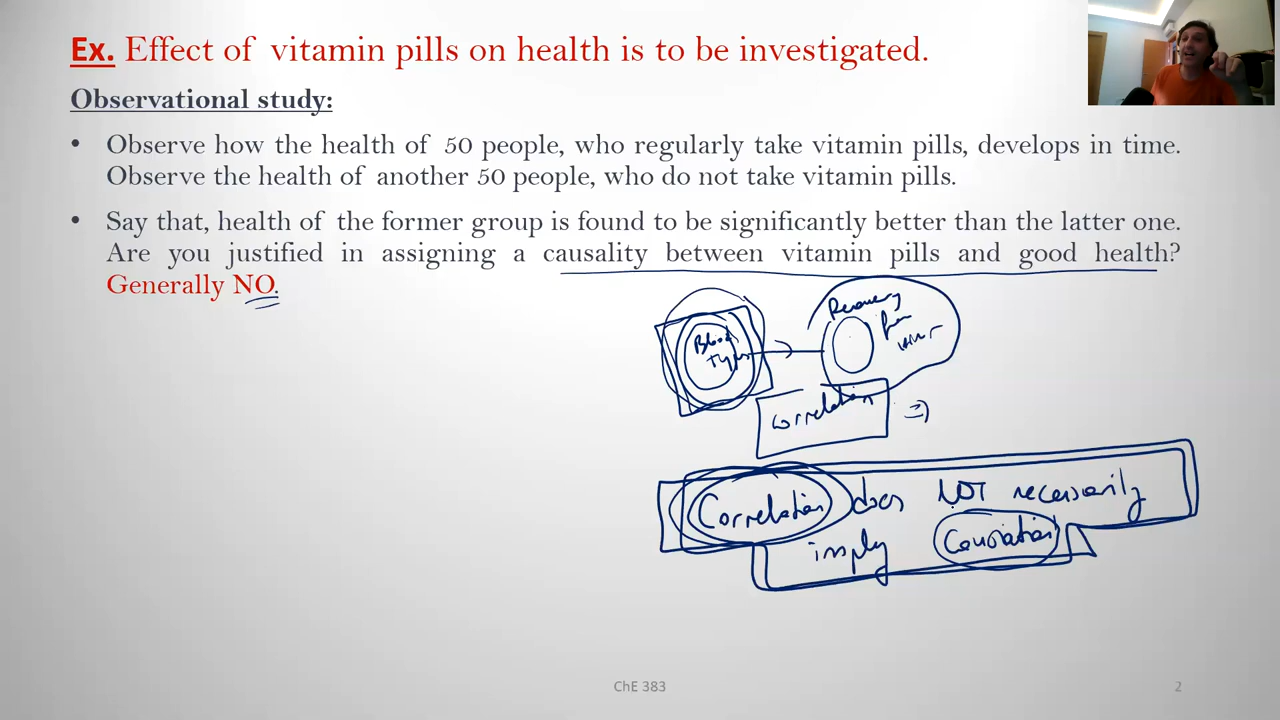 Ex. Effect of vitamin pills on health is to be investigated.
Observational study:
• Observe how the health of 50 people, who regularly take vitamin pills, develops in time.
Observe the health of another 50 people, who do not take vitamin pills.
• Say that, health of the former group is found to be significantly better than the latter one.
Are you justified in assigning a causality between vitamin pills and good health?
Generally NO.
Recovery
from
Blood
Correlation ⇒
Correlation does NOT necessarily
imply
ChE 383
2